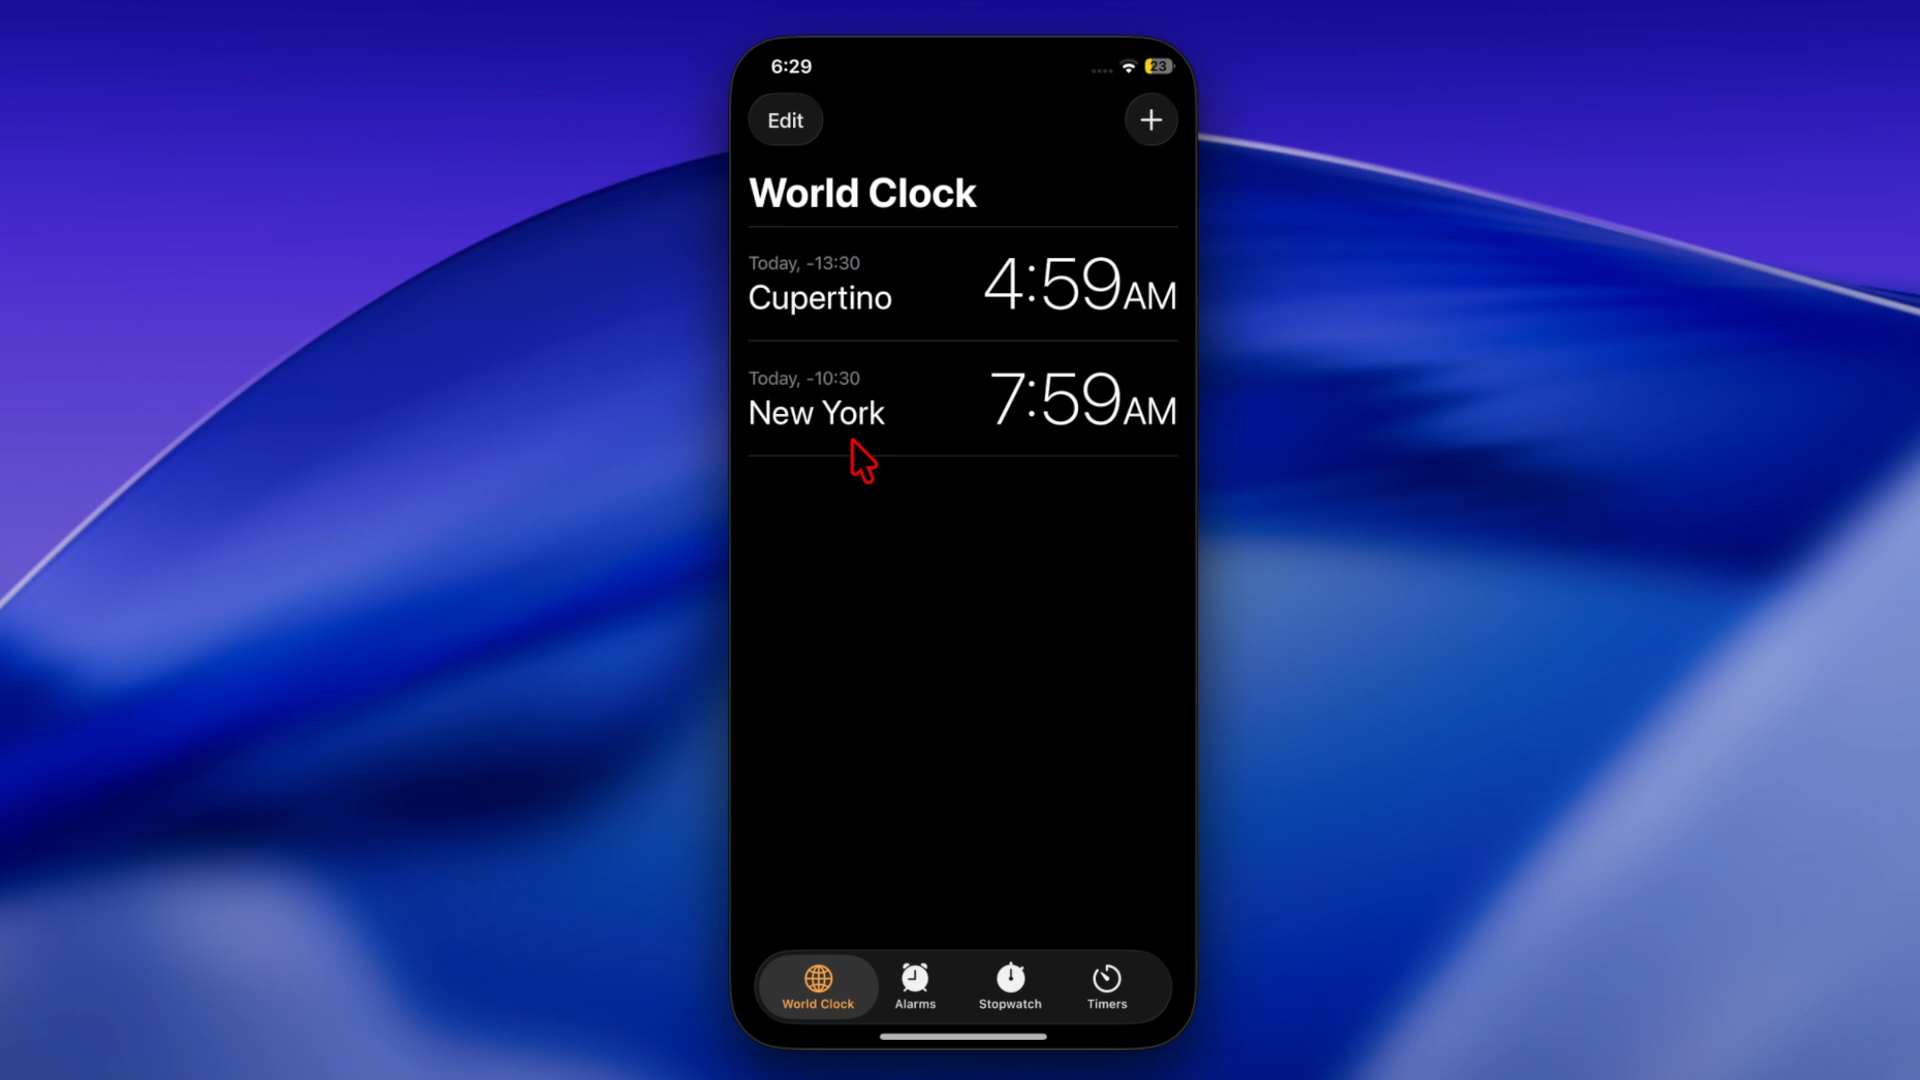 6:29
23
Edit
World Clock
Today, -13:30
Cupertino
4:59AM
Today, -10:30
New York
7:59AM
World Clock
Alarms
Stopwatch
Timers